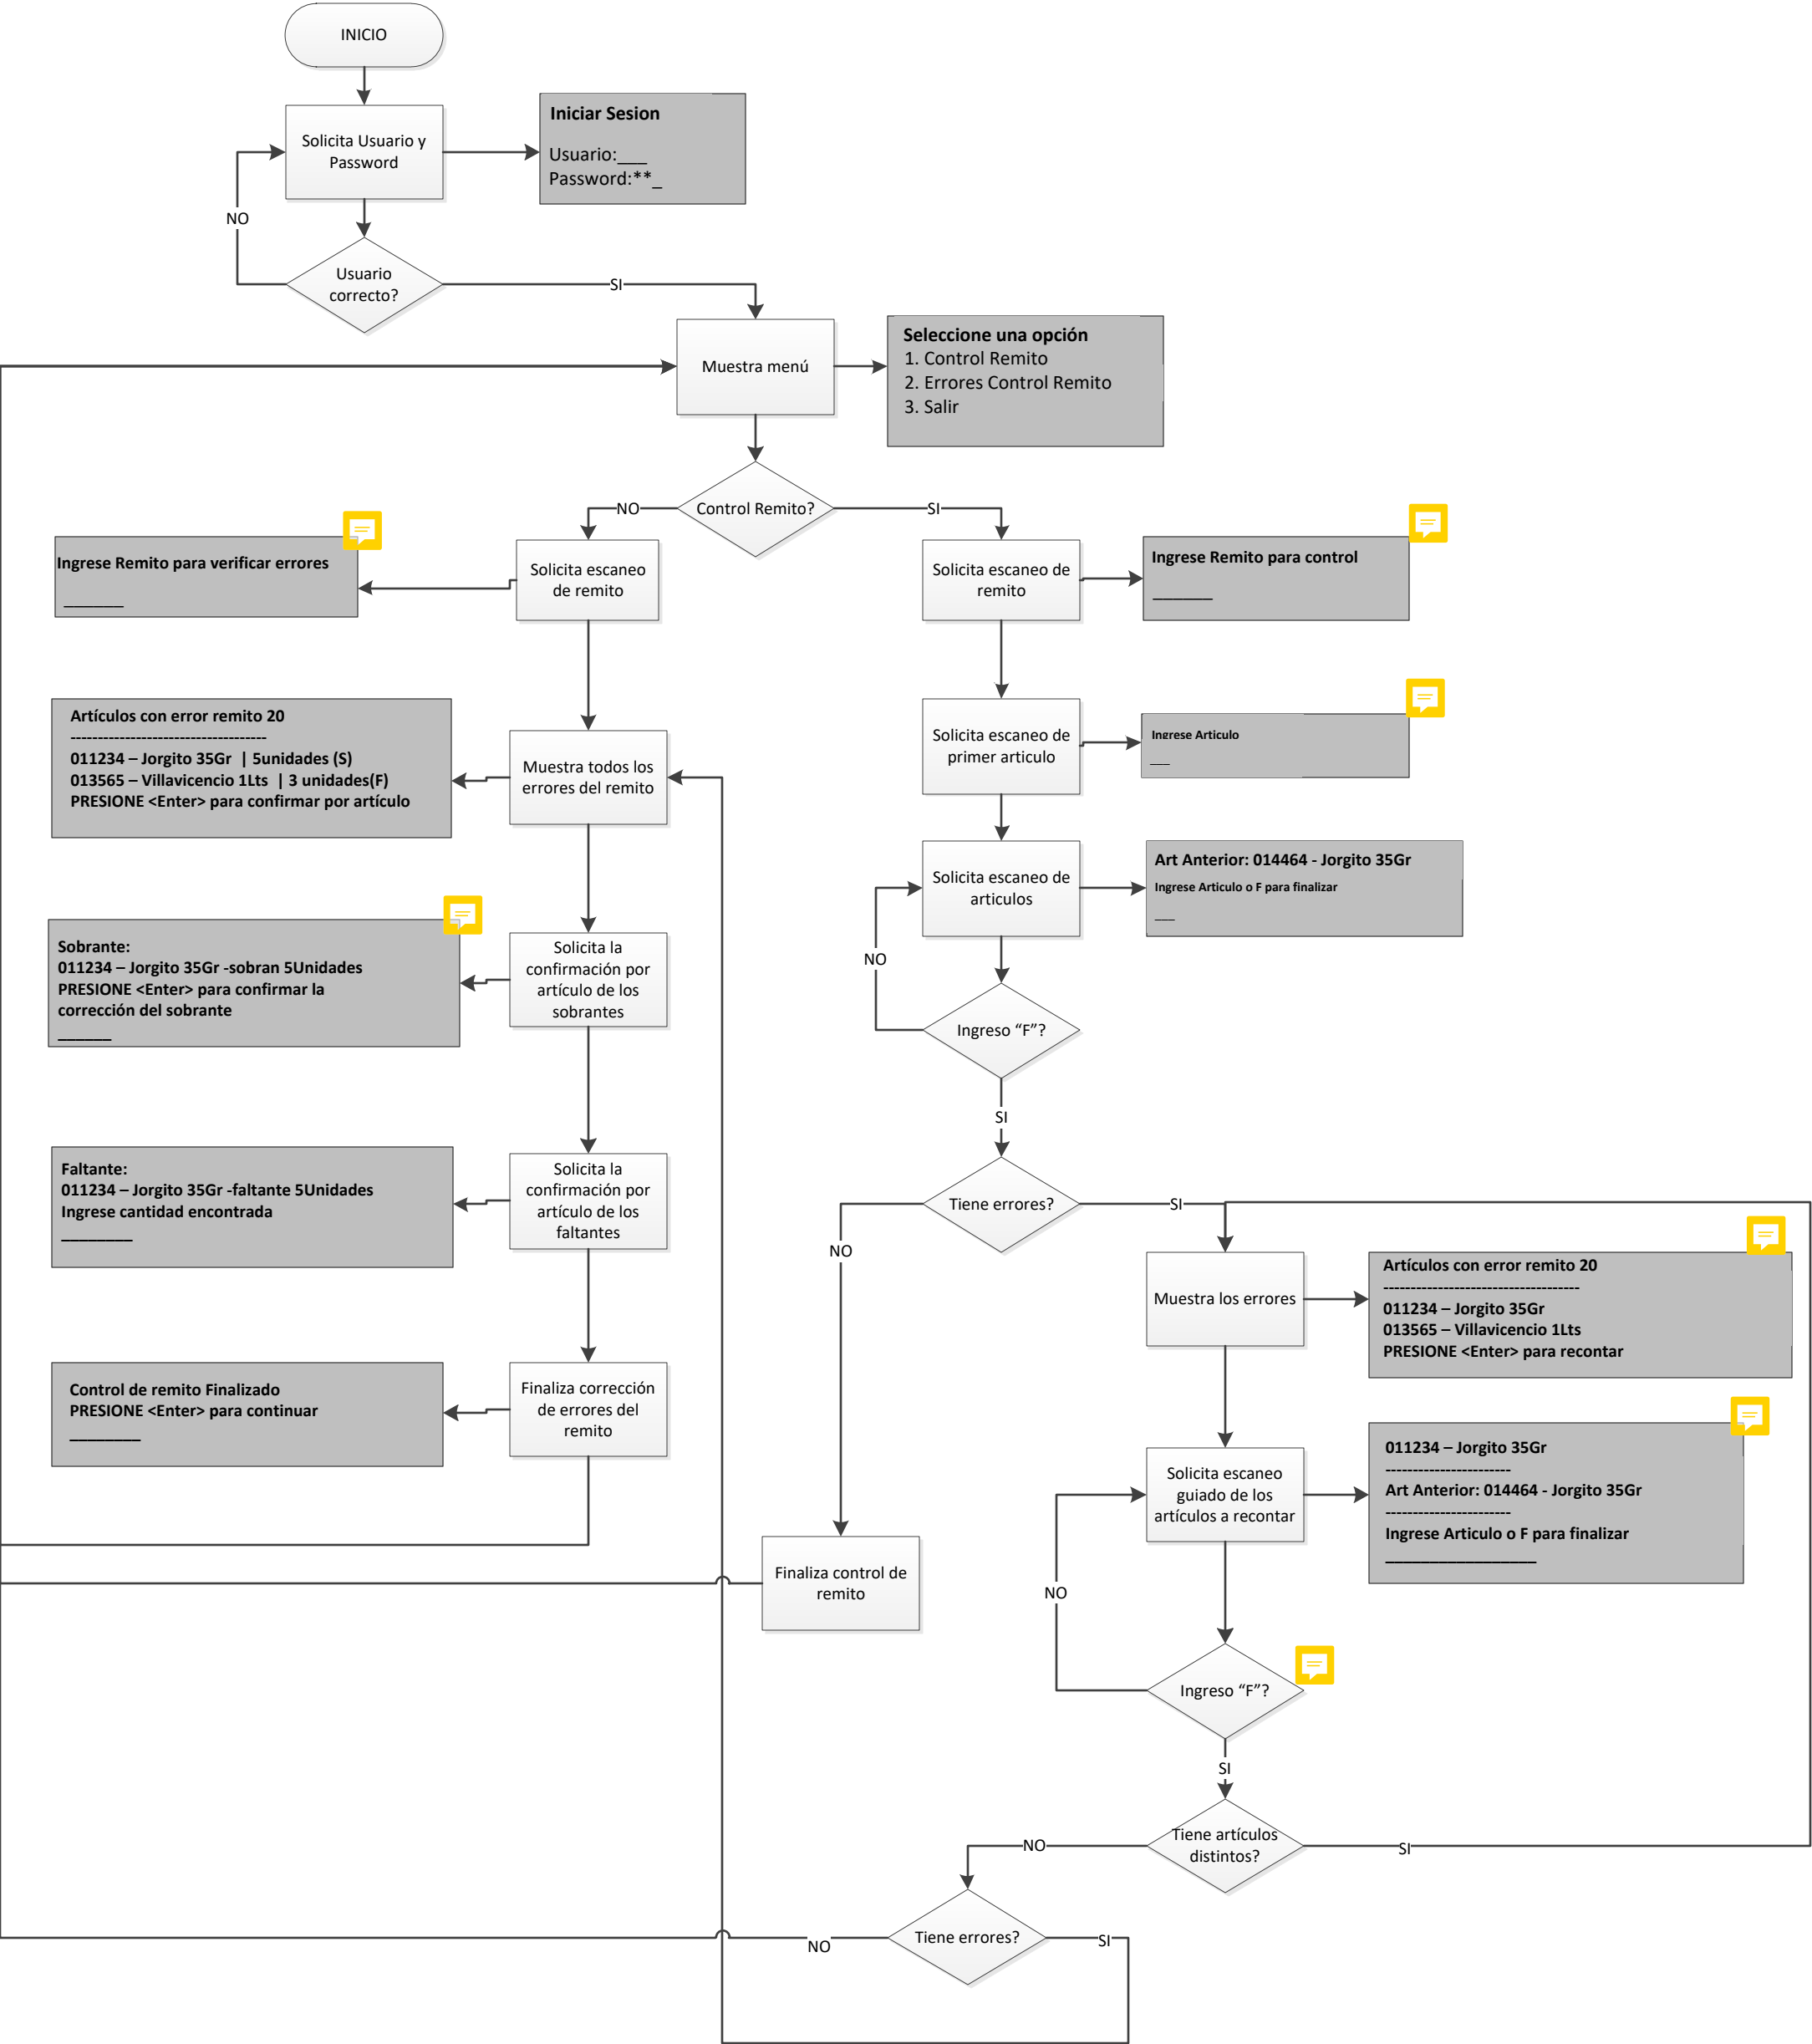 INICIO
Solicita Usuario y
Password
Iniciar Sesion
Usuario:___
Password:**_
NO
Usuario
correcto?
SI
Muestra menú
Seleccione una opción
1. Control Remito
2. Errores Control Remito
3. Salir
Control Remito?
NO
SI
Ingrese Remito para verificar errores
______
Solicita escaneo
de remito
Solicita escaneo de
remito
Ingrese Remito para control
______
Artículos con error remito 20
------------------------------------
011234 – Jorgito 35Gr | 5unidades (S)
013565 – Villavicencio 1Lts | 3 unidades(F)
PRESIONE <Enter> para confirmar por artículo
Muestra todos los
errores del remito
Solicita escaneo de
primer articulo
Ingrese Articulo
___
Solicita escaneo de
articulos
Art Anterior: 014464 - Jorgito 35Gr
Ingrese Articulo o F para finalizar
___
Sobrante:
011234 – Jorgito 35Gr -sobran 5Unidades
PRESIONE <Enter> para confirmar la
corrección del sobrante
______
Solicita la
confirmación por
artículo de los
sobrantes
NO
Ingreso “F”?
SI
Faltante:
011234 – Jorgito 35Gr -faltante 5Unidades
Ingrese cantidad encontrada
________
Solicita la
confirmación por
artículo de los
faltantes
Tiene errores?
SI
NO
Muestra los errores
Artículos con error remito 20
------------------------------------
011234 – Jorgito 35Gr
013565 – Villavicencio 1Lts
PRESIONE <Enter> para recontar
Control de remito Finalizado
PRESIONE <Enter> para continuar
________
Finaliza corrección
de errores del
remito
Solicita escaneo
guiado de los
artículos a recontar
011234 – Jorgito 35Gr
-----------------------
Art Anterior: 014464 - Jorgito 35Gr
-----------------------
Ingrese Articulo o F para finalizar
_________________
Finaliza control de
remito
NO
Ingreso “F”?
SI
Tiene artículos
distintos?
NO
SI
Tiene errores?
NO
SI